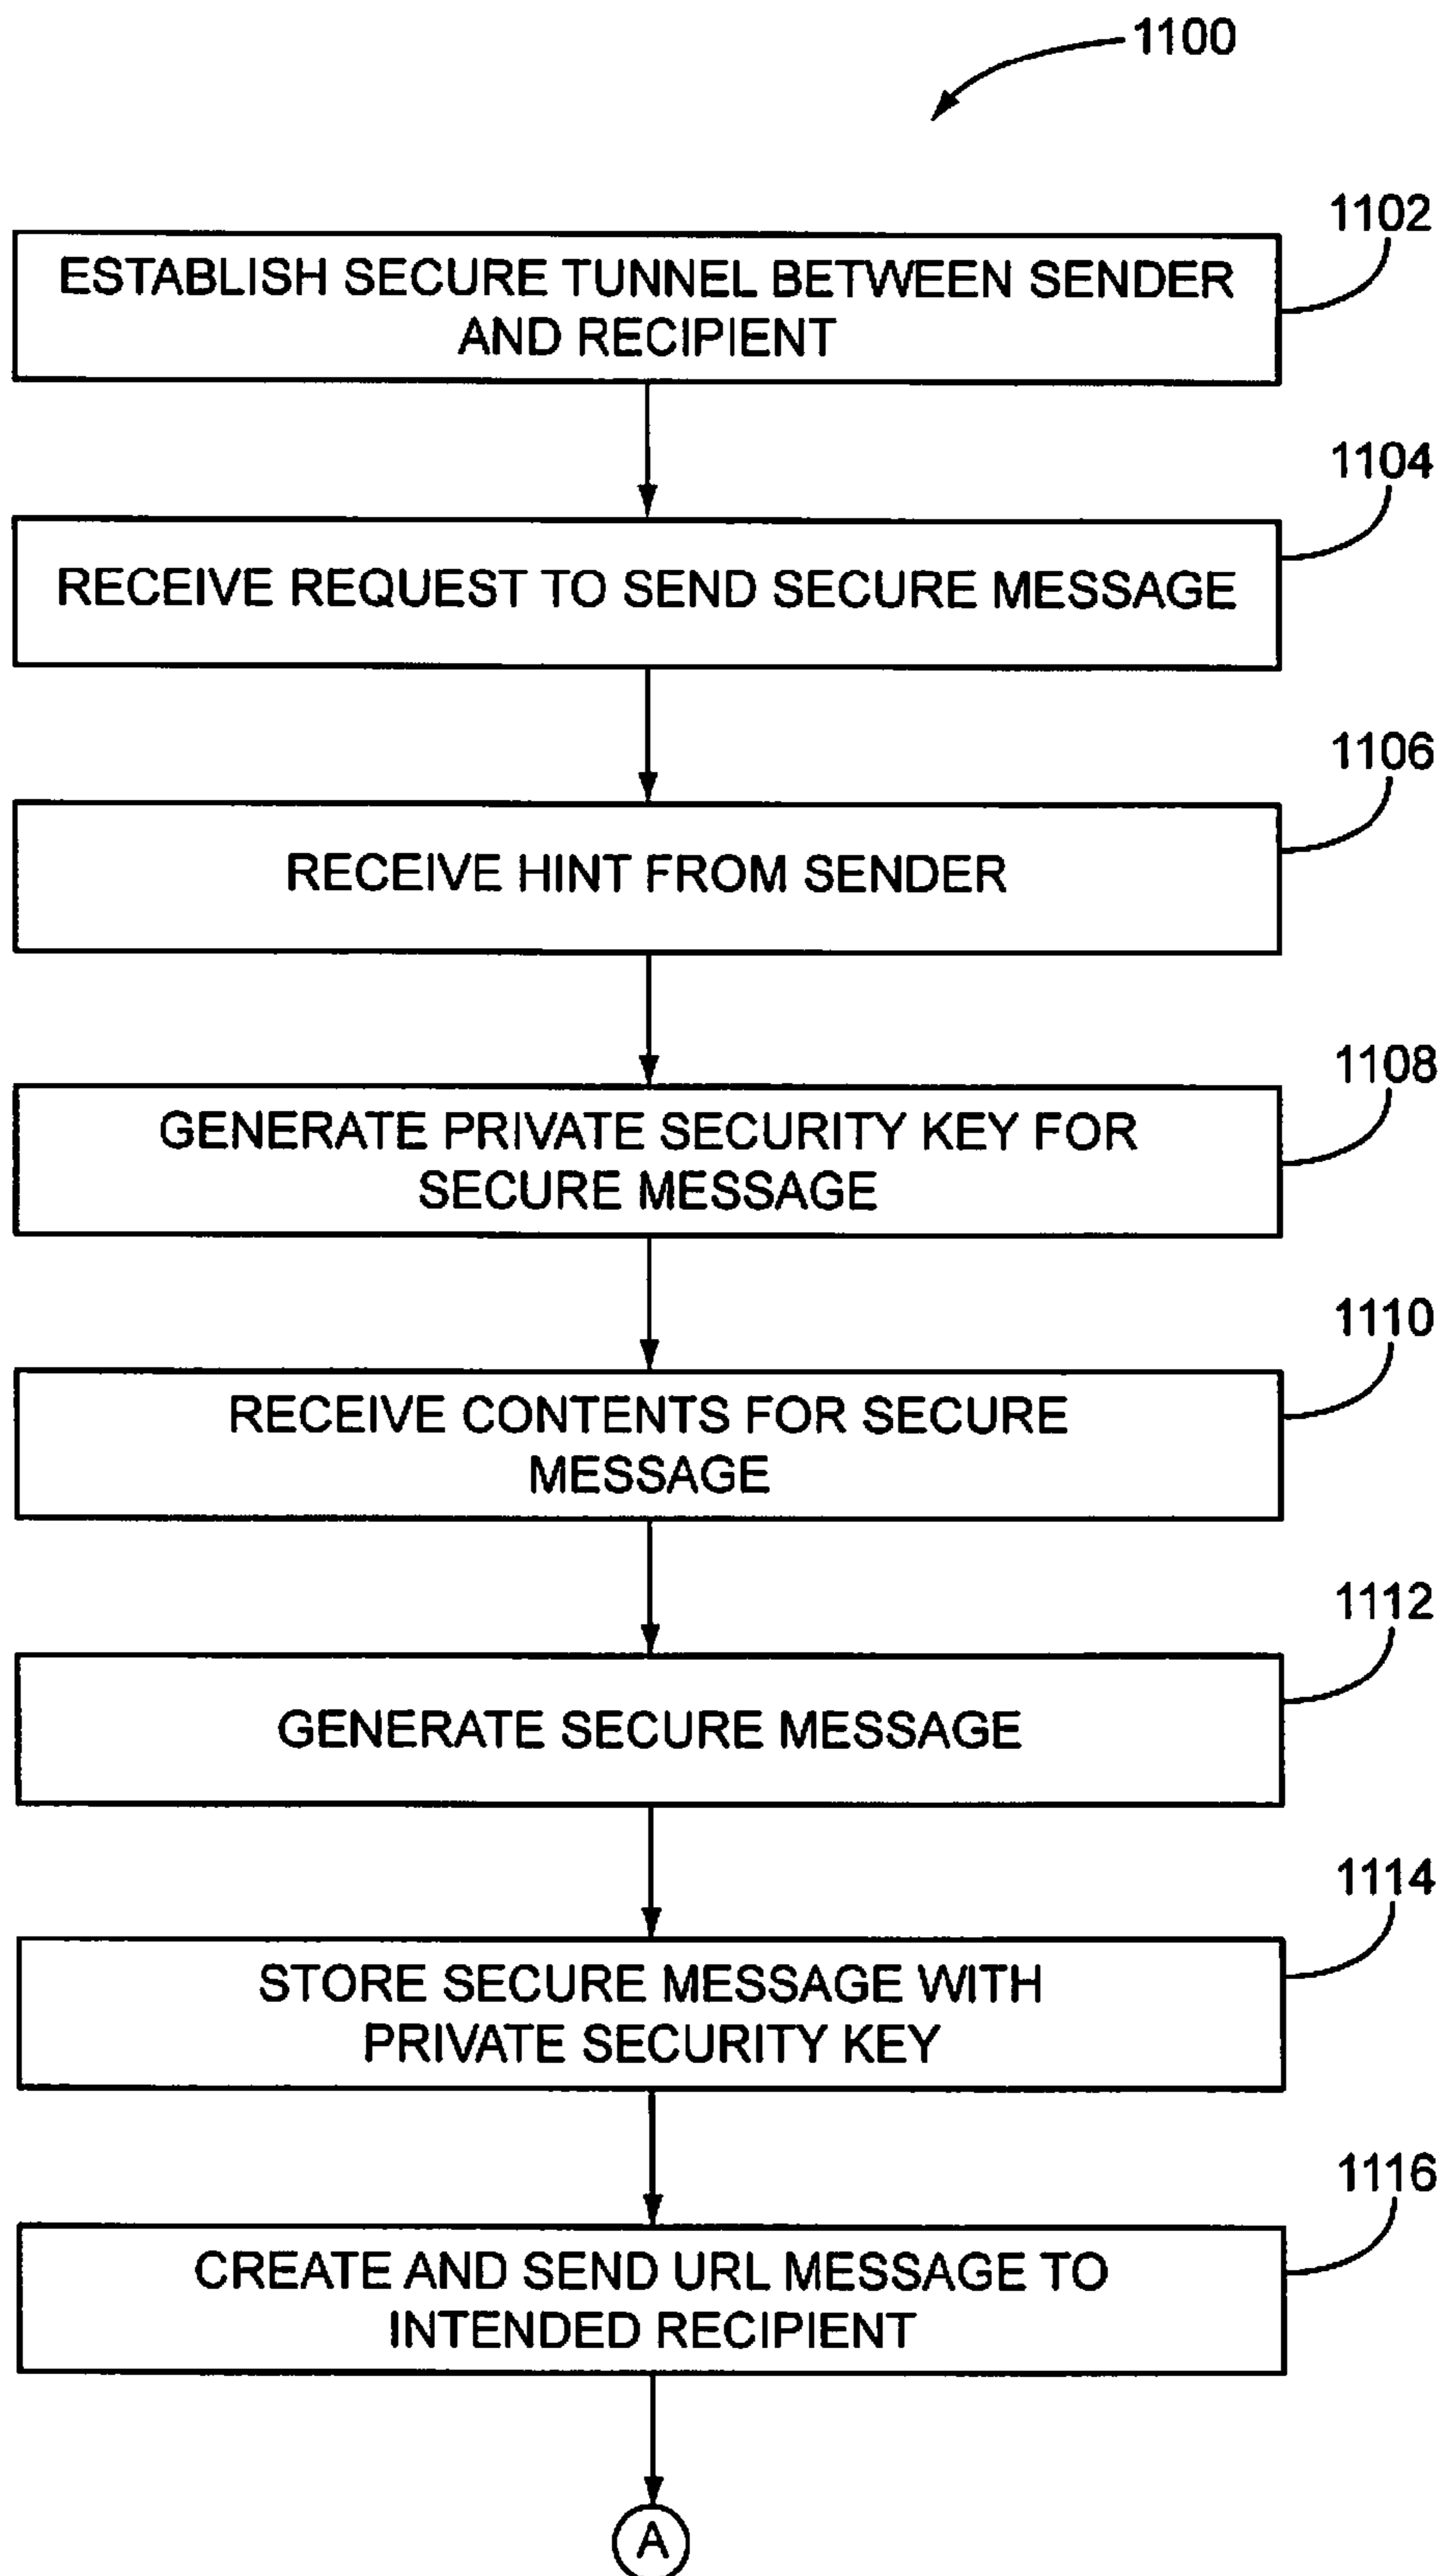 1100
1102
ESTABLISH SECURE TUNNEL BETWEEN SENDER
AND RECIPIENT
1104
RECEIVE REQUEST TO SEND SECURE MESSAGE
1106
RECEIVE HINT FROM SENDER
1108
GENERATE PRIVATE SECURITY KEY FOR
SECURE MESSAGE
1110
RECEIVE CONTENTS FOR SECURE
MESSAGE
1112
GENERATE SECURE MESSAGE
1114
STORE SECURE MESSAGE WITH
PRIVATE SECURITY KEY
1116
CREATE AND SEND URL MESSAGE TO
INTENDED RECIPIENT
A